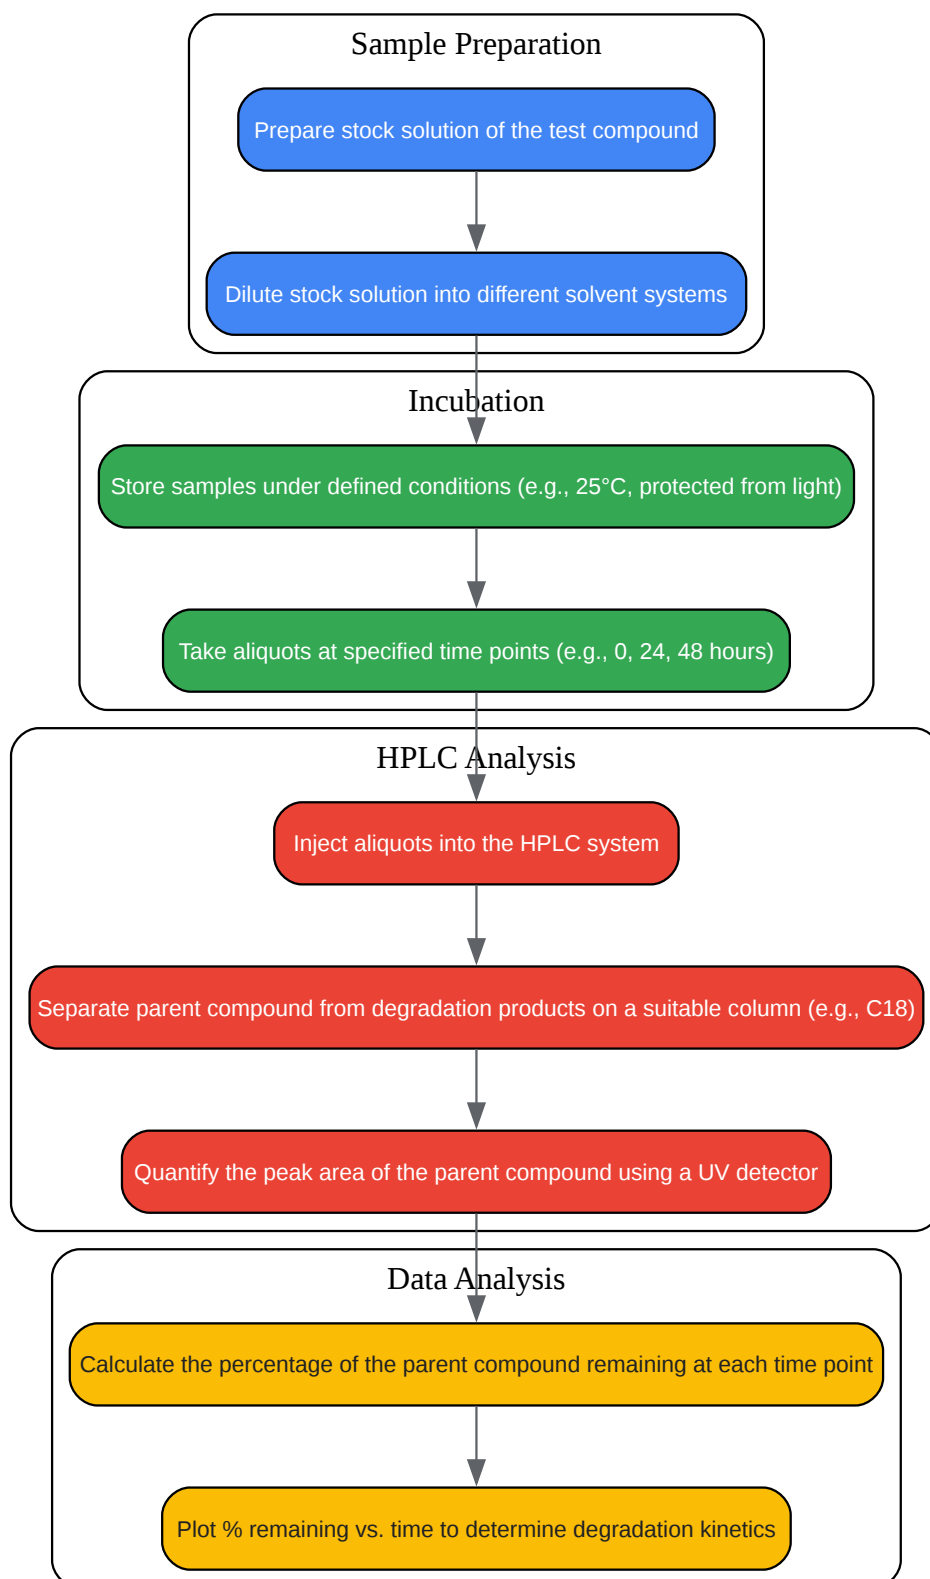 Sample Preparation
Prepare stock solution of the test compound
Dilute stock solution into different solvent systems
Incubation
Store samples under defined conditions (e.g., 25°C, protected from light)
Take aliquots at specified time points (e.g., 0, 24, 48 hours)
HPLC Analysis
Inject aliquots into the HPLC system
Separate parent compound from degradation products on a suitable column (e.g., C18)
Quantify the peak area of the parent compound using a UV detector
Data Analysis
Calculate the percentage of the parent compound remaining at each time point
Plot % remaining vs. time to determine degradation kinetics